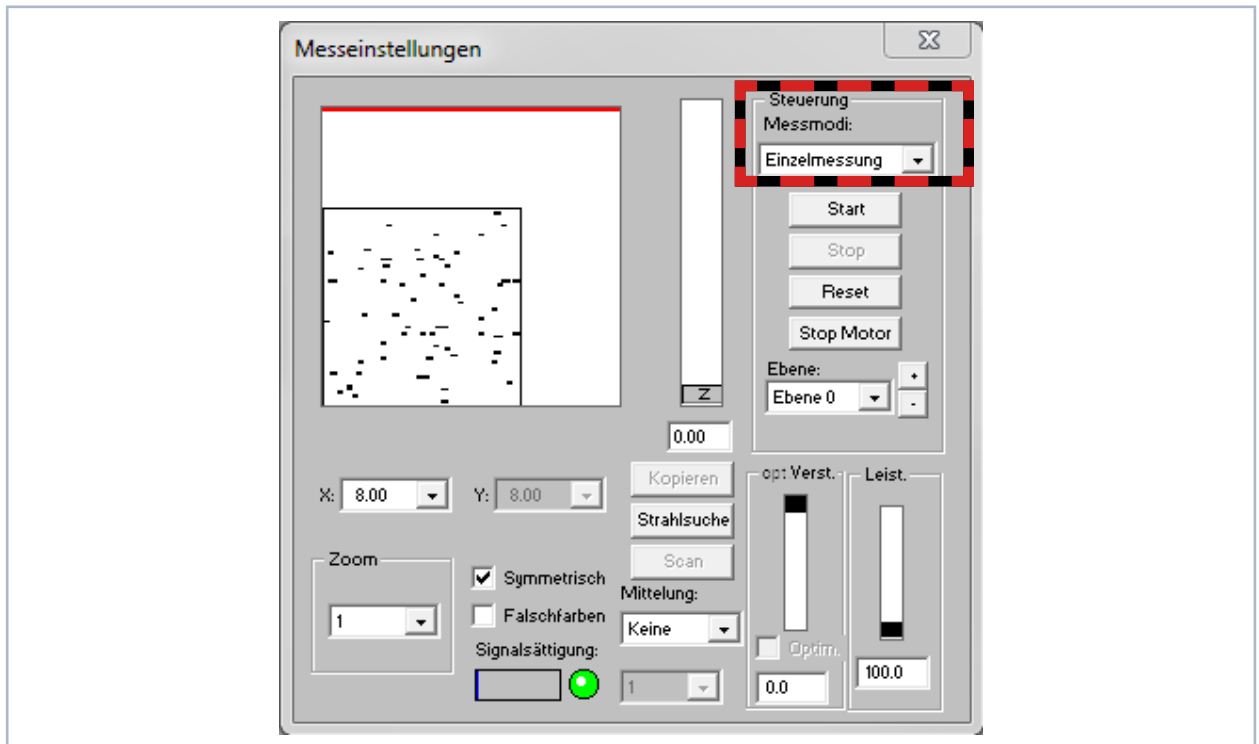 Messeinstellungen
Steuerung
Messmodi:
Einzelmessung
Start
Stop
Reset
Stop Motor
Ebene:
Ebene 0
+
-
Z
0.00
X: 8.00 Y: 8.00
Kopieren
Strahlsuche
Scan
Zoom
1
Symmetrisch
Falschfarben
Signalsättigung:
Mittelung:
Keine
1
opt Verst.
Optim.
0.0
Leist.
100.0